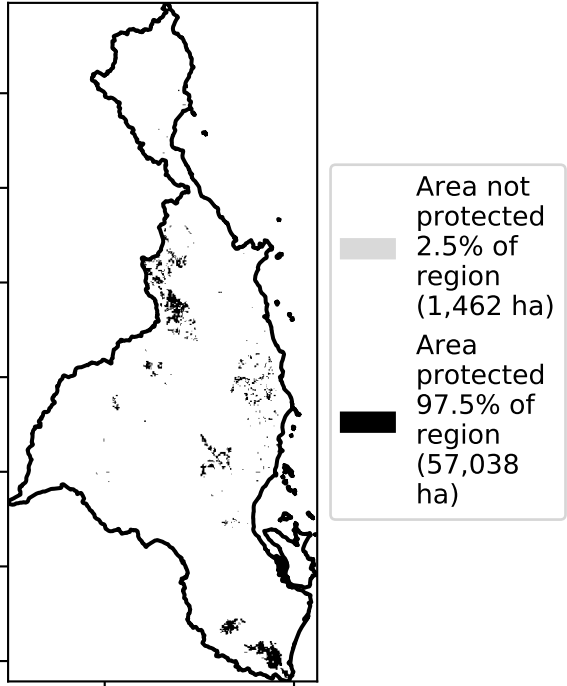 Area not
protected
2.5% of
region
(1,462 ha)
Area
protected
97.5% of
region
(57,038
ha)